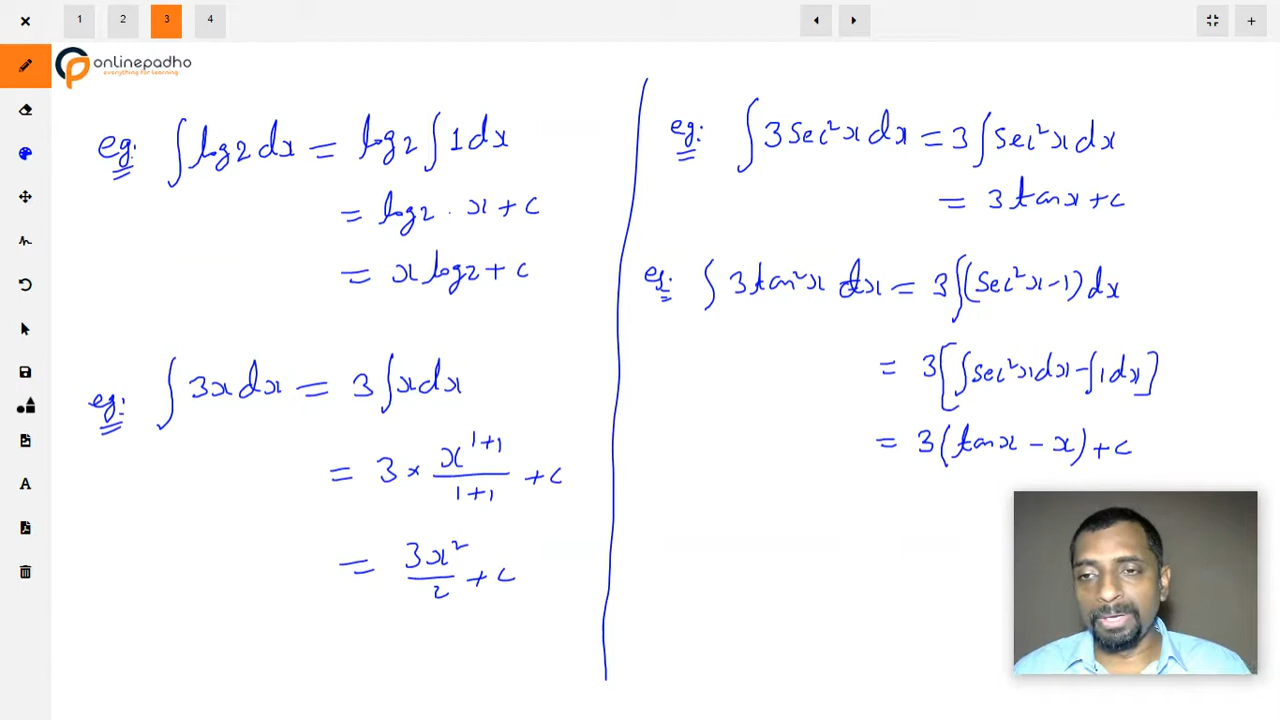 1 2 3 4
onlinepadho
everything for learning
eg: ∫ log2 dx = log2 ∫ 1 dx
= log2 . x + c
= x log2 + c
eg: ∫ 3x dx = 3 ∫ x dx
= 3 × x^(1+1)/(1+1) + c
= 3x²/2 + c
eg: ∫ 3 Sec²x dx = 3 ∫ Sec²x dx
= 3 tan x + c
eg: ∫ 3 tan²x dx = 3 ∫ (Sec²x - 1) dx
= 3 [ ∫ Sec²x dx - ∫ 1 dx ]
= 3 (tan x - x) + c